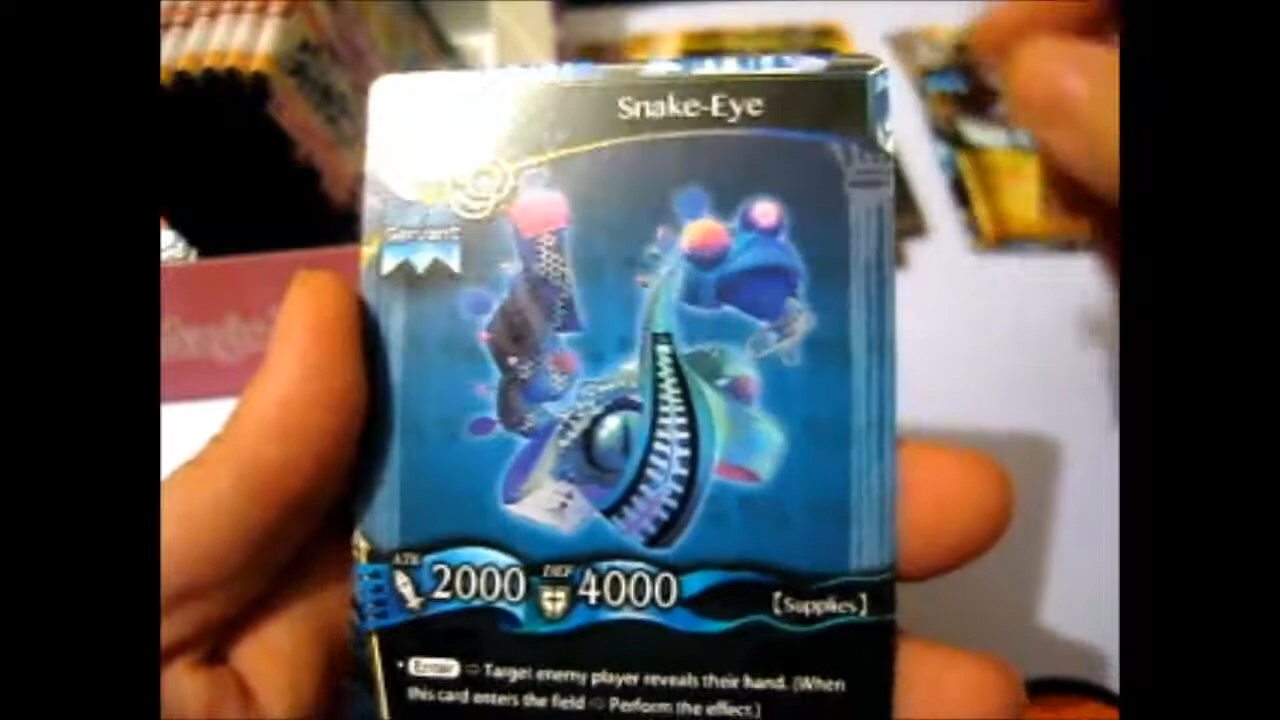 Snake-Eye
Servant
ATK 2000 DEF 4000
【Supplies】
• Enter ⇨ Target enemy player reveals their hand. (When
this card enters the field ⇨ Perform the effect.)